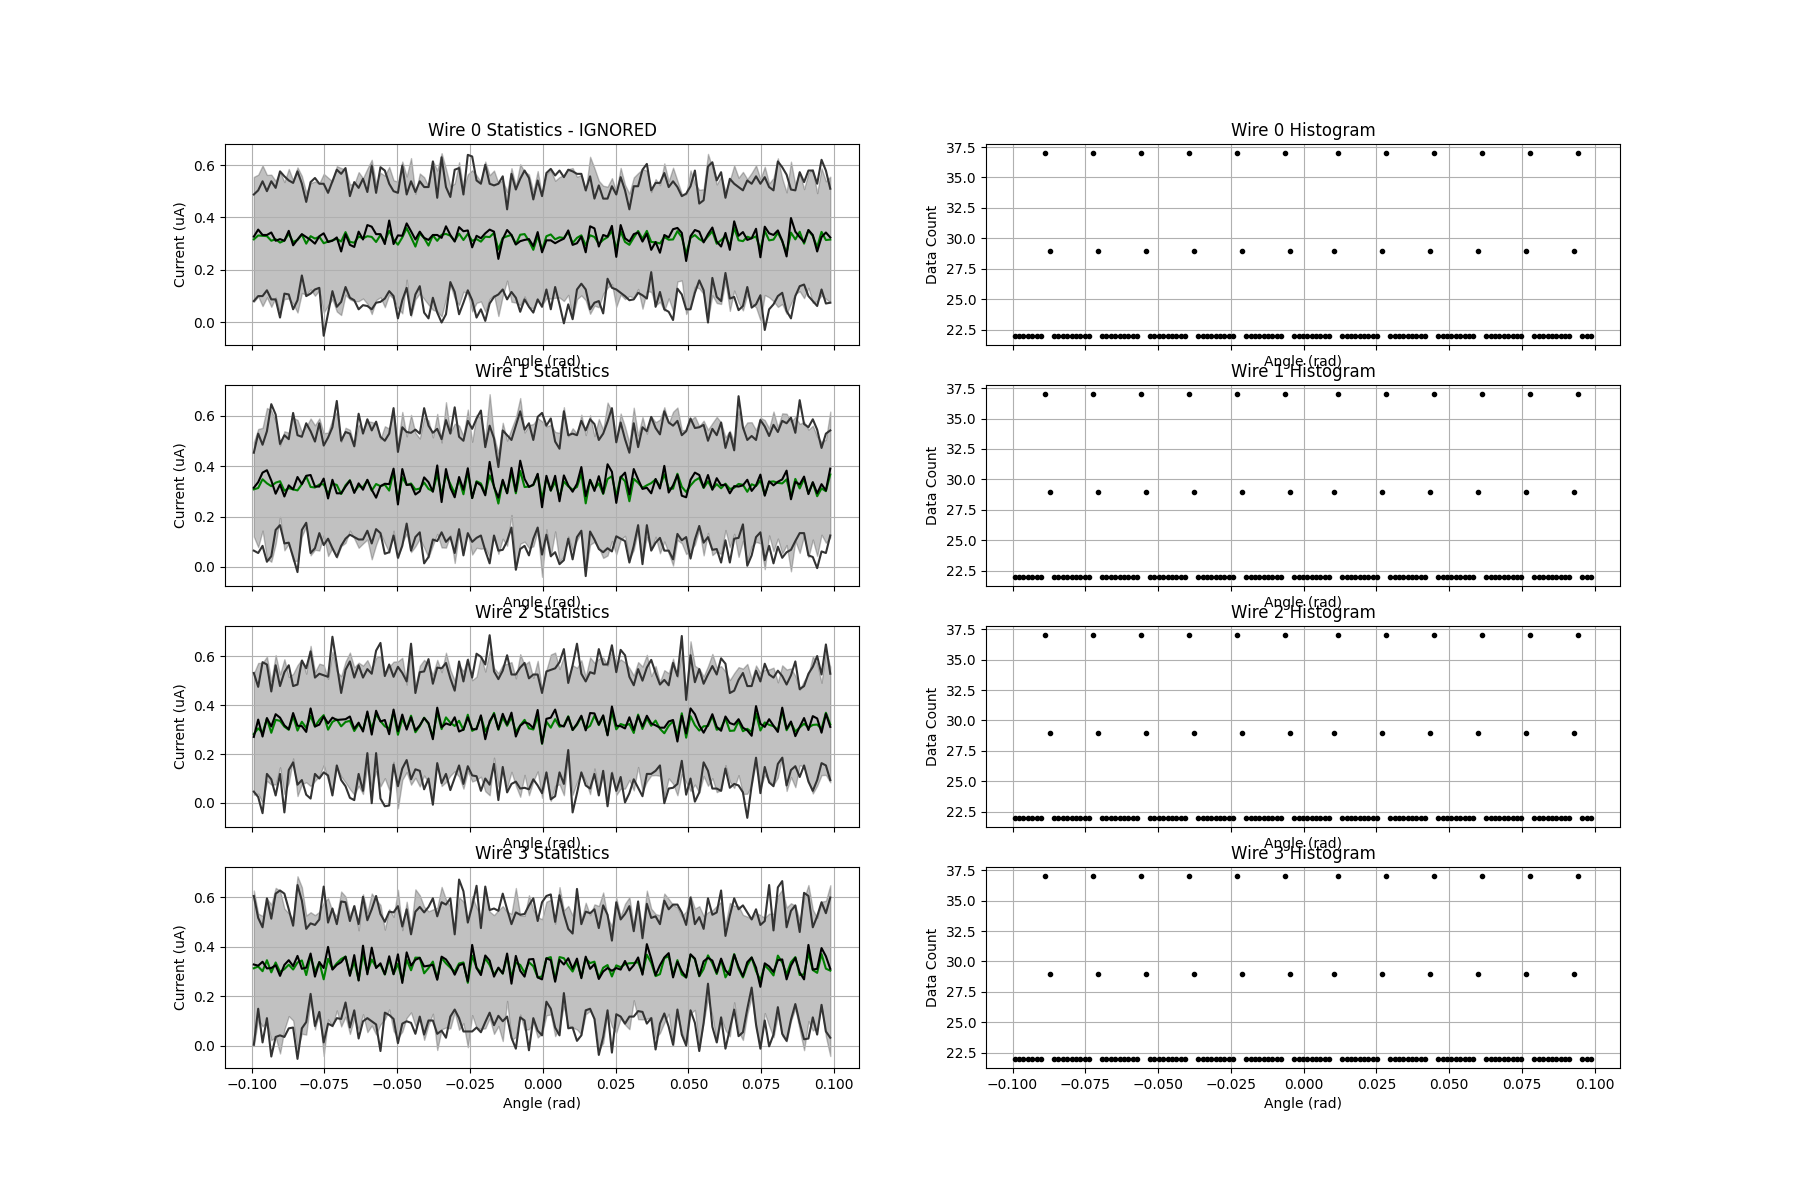 Wire 0 Statistics - IGNORED
Current (uA)
0.6
0.4
0.2
0.0
Angle (rad)
Wire 0 Histogram
Data Count
37.5
35.0
32.5
30.0
27.5
25.0
22.5
Angle (rad)
Wire 1 Statistics
Current (uA)
0.6
0.4
0.2
0.0
Angle (rad)
Wire 1 Histogram
Data Count
37.5
35.0
32.5
30.0
27.5
25.0
22.5
Angle (rad)
Wire 2 Statistics
Current (uA)
0.6
0.4
0.2
0.0
Angle (rad)
Wire 2 Histogram
Data Count
37.5
35.0
32.5
30.0
27.5
25.0
22.5
Angle (rad)
Wire 3 Statistics
Current (uA)
0.6
0.4
0.2
0.0
−0.100 −0.075 −0.050 −0.025 0.000 0.025 0.050 0.075 0.100
Angle (rad)
Wire 3 Histogram
Data Count
37.5
35.0
32.5
30.0
27.5
25.0
22.5
−0.100 −0.075 −0.050 −0.025 0.000 0.025 0.050 0.075 0.100
Angle (rad)